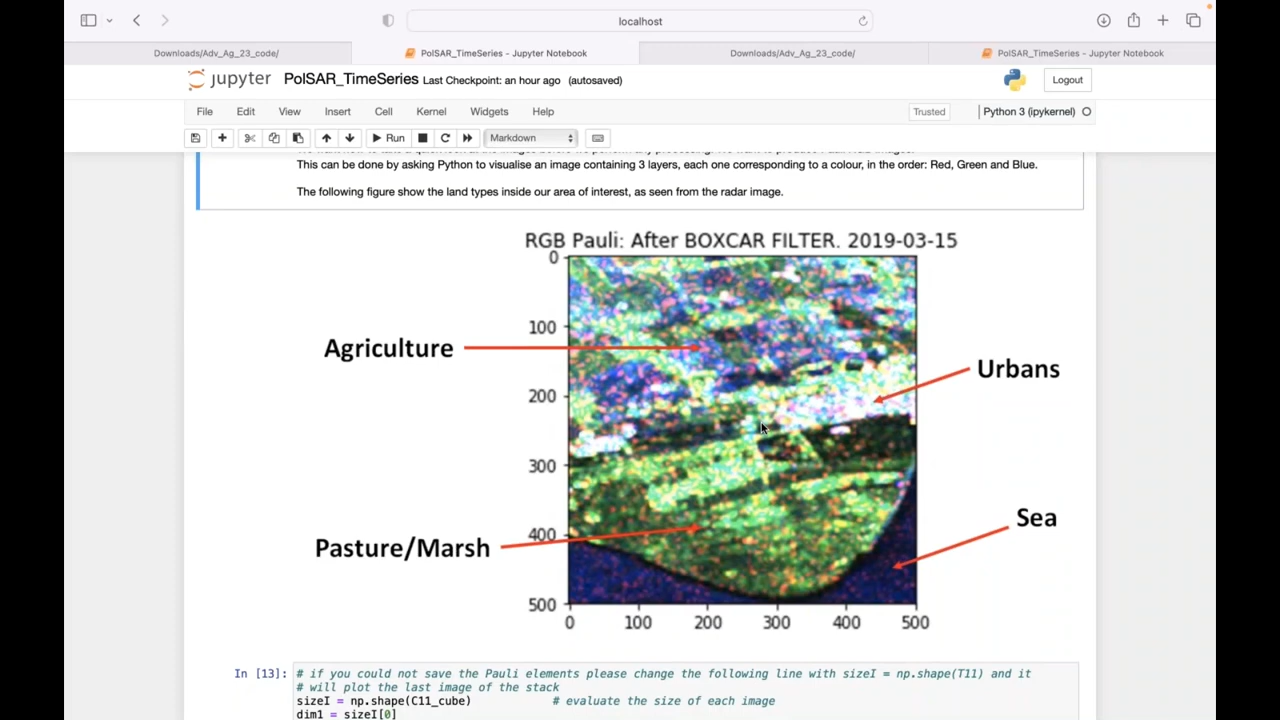 localhost
Downloads/Adv_Ag_23_code/
PolSAR_TimeSeries - Jupyter Notebook
Downloads/Adv_Ag_23_code/
PolSAR_TimeSeries - Jupyter Notebook
jupyter PolSAR_TimeSeries Last Checkpoint: an hour ago (autosaved)
Logout
File Edit View Insert Cell Kernel Widgets Help
Trusted
Python 3 (ipykernel)
Run
Markdown
This can be done by asking Python to visualise an image containing 3 layers, each one corresponding to a colour, in the order: Red, Green and Blue.
The following figure show the land types inside our area of interest, as seen from the radar image.
RGB Pauli: After BOXCAR FILTER. 2019-03-15
0
100
200
300
400
500
0 100 200 300 400 500
Agriculture
Urbans
Pasture/Marsh
Sea
In [13]: # if you could not save the Pauli elements please change the following line with sizeI = np.shape(T11) and it
# will plot the last image of the stack
sizeI = np.shape(C11_cube) # evaluate the size of each image
dim1 = sizeI[0]